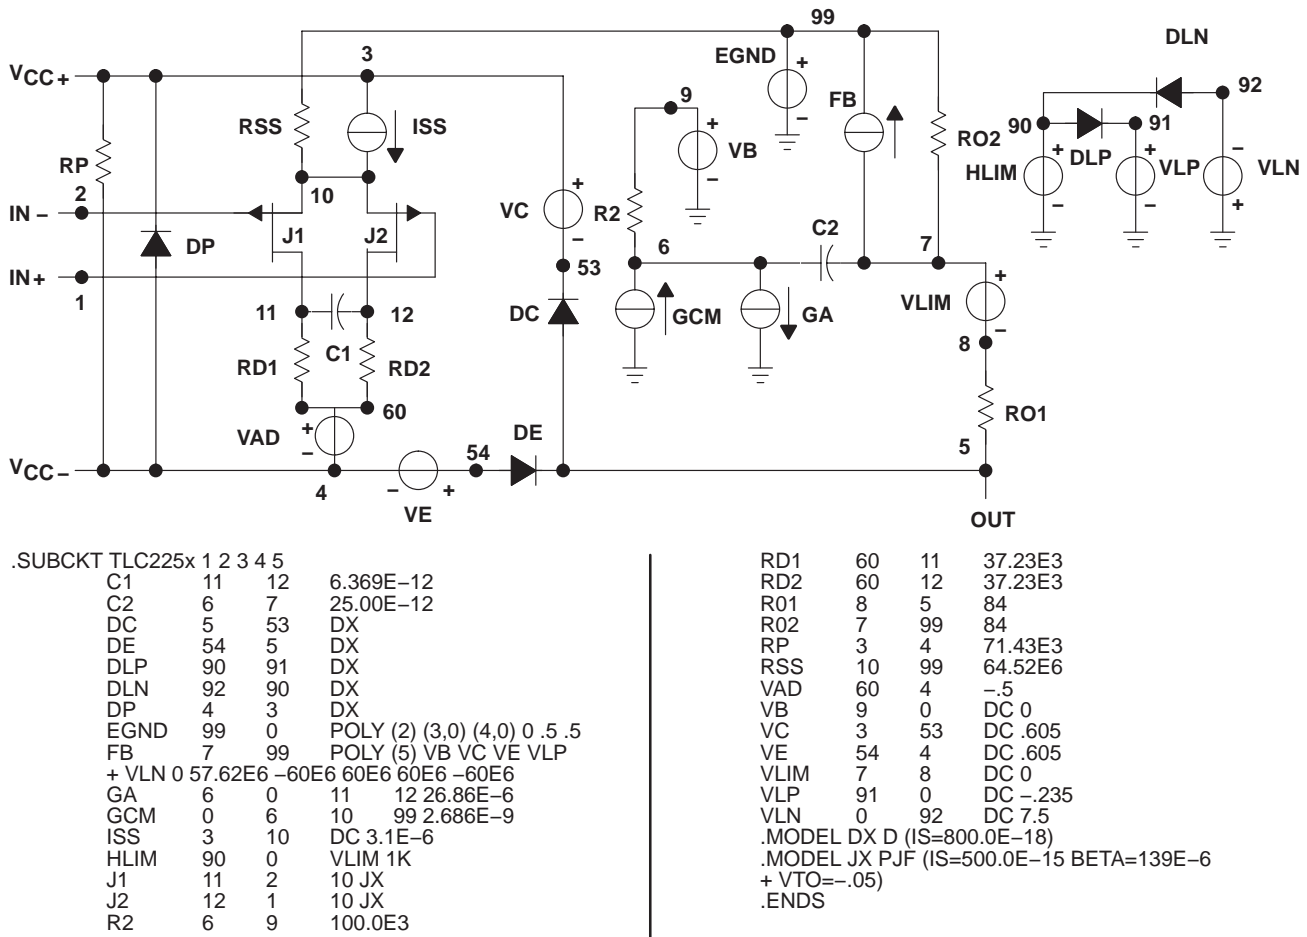 99
DLN
3
VCC+
EGND
+
–
9
FB
92
RSS
ISS
+
VB
–
90
91
RO2
RP
DLP
2
10
+
HLIM
–
+
VLP
–
–
VLN
+
IN –
VC
+
–
R2
C2
J1
J2
DP
6
7
IN+
53
1
11
12
DC
GCM
GA
VLIM
+
–
C1
8
RD1
RD2
60
RO1
VAD
+
–
DE
54
5
VCC –
4
–
+
VE
OUT
.SUBCKT TLC225x 1 2 3 4 5
C1 11 12 6.369E–12
C2 6 7 25.00E–12
DC 5 53 DX
DE 54 5 DX
DLP 90 91 DX
DLN 92 90 DX
DP 4 3 DX
EGND 99 0 POLY (2) (3,0) (4,0) 0 .5 .5
FB 7 99 POLY (5) VB VC VE VLP
+ VLN 0 57.62E6 –60E6 60E6 60E6 –60E6
GA 6 0 11 12 26.86E–6
GCM 0 6 10 99 2.686E–9
ISS 3 10 DC 3.1E–6
HLIM 90 0 VLIM 1K
J1 11 2 10 JX
J2 12 1 10 JX
R2 6 9 100.0E3
RD1 60 11 37.23E3
RD2 60 12 37.23E3
R01 8 5 84
R02 7 99 84
RP 3 4 71.43E3
RSS 10 99 64.52E6
VAD 60 4 –.5
VB 9 0 DC 0
VC 3 53 DC .605
VE 54 4 DC .605
VLIM 7 8 DC 0
VLP 91 0 DC –.235
VLN 0 92 DC 7.5
.MODEL DX D (IS=800.0E–18)
.MODEL JX PJF (IS=500.0E–15 BETA=139E–6
+ VTO=–.05)
.ENDS